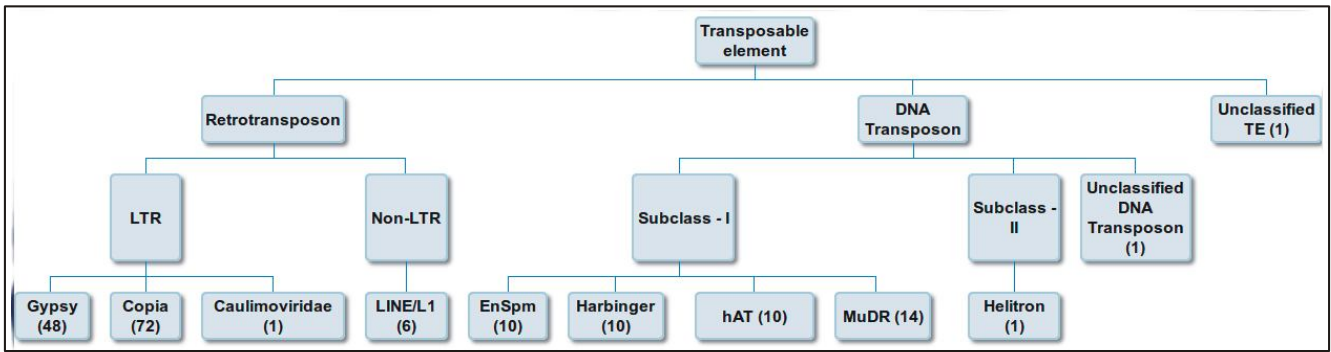 Transposable
element
Retrotransposon
DNA
Transposon
Unclassified
TE (1)
LTR
Non-LTR
Subclass - I
Subclass -
II
Unclassified
DNA
Transposon
(1)
Gypsy
(48)
Copia
(72)
Caulimoviridae
(1)
LINE/L1
(6)
EnSpm
(10)
Harbinger
(10)
hAT (10)
MuDR (14)
Helitron
(1)